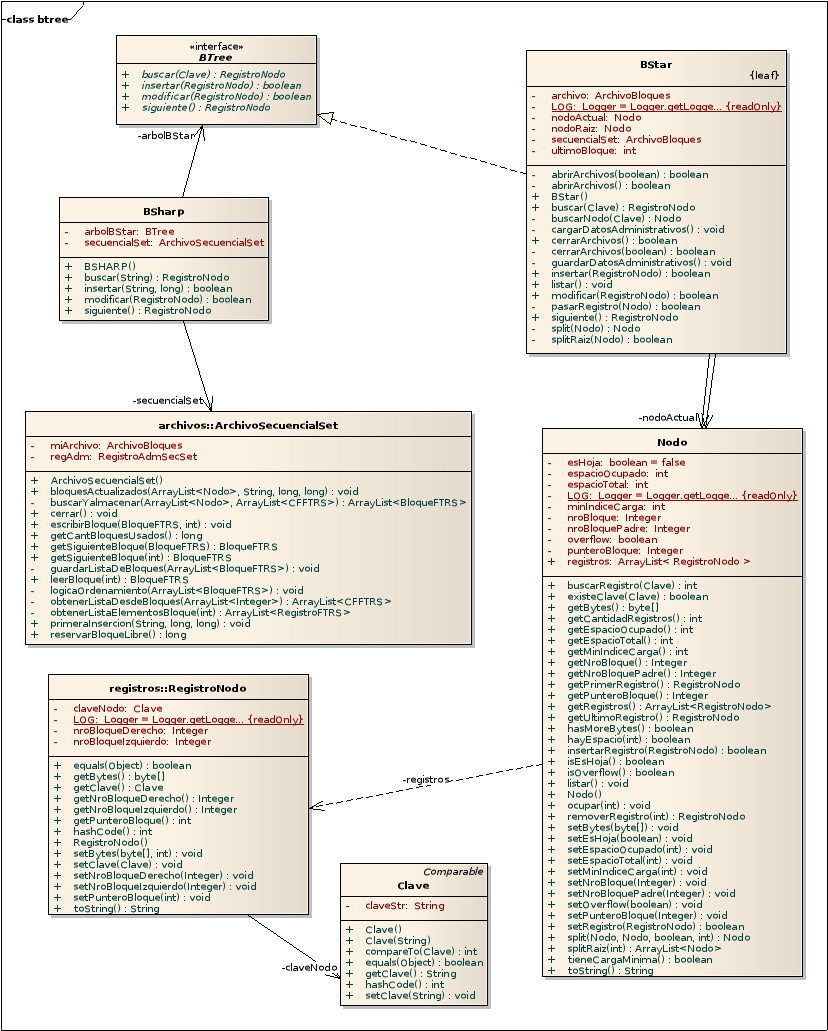 class btree
«interface»
BTree
+ buscar(Clave) : RegistroNodo
+ insertar(RegistroNodo) : boolean
+ modificar(RegistroNodo) : boolean
+ siguiente() : RegistroNodo
BStar
{leaf}
- archivo: ArchivoBloques
- LOG: Logger = Logger.getLogge... {readOnly}
- nodoActual: Nodo
- nodoRaiz: Nodo
- secuencialSet: ArchivoBloques
- ultimoBloque: int
- abrirArchivos(boolean) : boolean
- abrirArchivos() : boolean
+ BStar()
+ buscar(Clave) : RegistroNodo
- buscarNodo(Clave) : Nodo
- cargarDatosAdministrativos() : void
+ cerrarArchivos() : boolean
- cerrarArchivos(boolean) : boolean
- guardarDatosAdministrativos() : void
+ insertar(RegistroNodo) : boolean
+ listar() : void
+ modificar(RegistroNodo) : boolean
- pasarRegistro(Nodo) : boolean
+ siguiente() : RegistroNodo
- split(Nodo) : Nodo
- splitRaiz(Nodo) : boolean
-arbolBStar
BSharp
- arbolBStar: BTree
- secuencialSet: ArchivoSecuencialSet
+ BSHARP()
+ buscar(String) : RegistroNodo
+ insertar(String, long) : boolean
+ modificar(RegistroNodo) : boolean
+ siguiente() : RegistroNodo
-secuencialSet
-nodoActual
archivos::ArchivoSecuencialSet
- miArchivo: ArchivoBloques
- regAdm: RegistroAdmSecSet
+ ArchivoSecuencialSet()
+ bloquesActualizados(ArrayList<Nodo>, String, long, long) : void
- buscarYalmacenar(ArrayList<Nodo>, ArrayList<CFFTRS>) : ArrayList<BloqueFTRS>
+ cerrar() : void
+ escribirBloque(BloqueFTRS, int) : void
+ getCantBloquesUsados() : long
+ getSiguienteBloque(BloqueFTRS) : BloqueFTRS
+ getSiguienteBloque(int) : BloqueFTRS
- guardarListaDeBloques(ArrayList<BloqueFTRS>) : void
+ leerBloque(int) : BloqueFTRS
- logicaOrdenamiento(ArrayList<BloqueFTRS>) : void
- obtenerListaDesdeBloques(ArrayList<Integer>) : ArrayList<CFFTRS>
- obtenerListaElementosBloque(int) : ArrayList<RegistroFTRS>
+ primeraInsercion(String, long, long) : void
+ reservarBloqueLibre() : long
Nodo
- esHoja: boolean = false
- espacioOcupado: int
- espacioTotal: int
- LOG: Logger = Logger.getLogge... {readOnly}
- minIndiceCarga: int
- nroBloque: Integer
- nroBloquePadre: Integer
- overflow: boolean
- punteroBloque: Integer
+ registros: ArrayList< RegistroNodo >
+ buscarRegistro(Clave) : int
+ existeClave(Clave) : boolean
+ getBytes() : byte[]
+ getCantidadRegistros() : int
+ getEspacioOcupado() : int
+ getEspacioTotal() : int
+ getMinIndiceCarga() : int
+ getNroBloque() : Integer
+ getNroBloquePadre() : Integer
+ getPrimerRegistro() : RegistroNodo
+ getPunteroBloque() : Integer
+ getRegistros() : ArrayList<RegistroNodo>
+ getUltimoRegistro() : RegistroNodo
+ hasMoreBytes() : boolean
+ hayEspacio(int) : boolean
+ insertarRegistro(RegistroNodo) : boolean
+ isEsHoja() : boolean
+ isOverflow() : boolean
+ listar() : void
+ Nodo()
+ ocupar(int) : void
+ removerRegistro(int) : RegistroNodo
+ setBytes(byte[]) : void
+ setEsHoja(boolean) : void
+ setEspacioOcupado(int) : void
+ setEspacioTotal(int) : void
+ setMinIndiceCarga(int) : void
+ setNroBloque(Integer) : void
+ setNroBloquePadre(Integer) : void
+ setOverflow(boolean) : void
+ setPunteroBloque(Integer) : void
+ setRegistro(RegistroNodo) : boolean
+ split(Nodo, Nodo, boolean, int) : Nodo
+ splitRaiz(int) : ArrayList<Nodo>
+ tieneCargaMinima() : boolean
+ toString() : String
registros::RegistroNodo
- claveNodo: Clave
- LOG: Logger = Logger.getLogge... {readOnly}
- nroBloqueDerecho: Integer
- nroBloqueIzquierdo: Integer
+ equals(Object) : boolean
+ getBytes() : byte[]
+ getClave() : Clave
+ getNroBloqueDerecho() : Integer
+ getNroBloqueIzquierdo() : Integer
+ getPunteroBloque() : int
+ hashCode() : int
+ RegistroNodo()
+ setBytes(byte[], int) : void
+ setClave(Clave) : void
+ setNroBloqueDerecho(Integer) : void
+ setNroBloqueIzquierdo(Integer) : void
+ setPunteroBloque(int) : void
+ toString() : String
-registros
Comparable
Clave
- claveStr: String
+ Clave()
+ Clave(String)
+ compareTo(Clave) : int
+ equals(Object) : boolean
+ getClave() : String
+ hashCode() : int
+ setClave(String) : void
-claveNodo